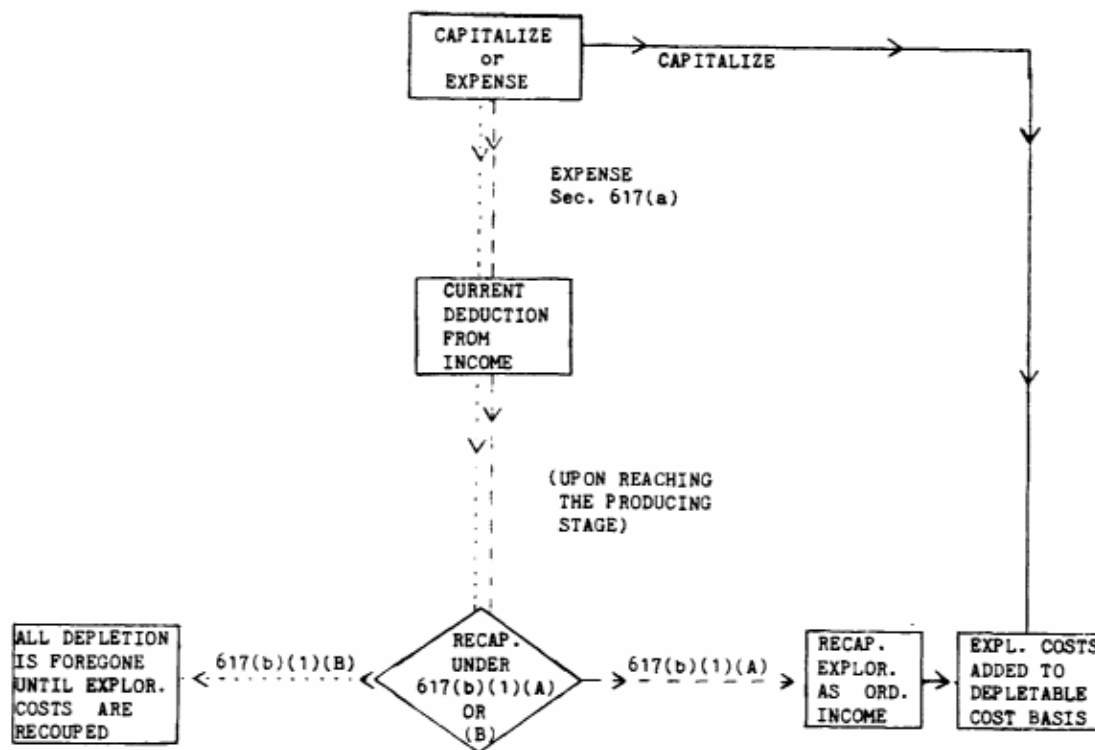 CAPITALIZE
or
EXPENSE
CAPITALIZE
EXPENSE
Sec. 617(a)
CURRENT
DEDUCTION
FROM
INCOME
(UPON REACHING
THE PRODUCING
STAGE)
ALL DEPLETION
IS FOREGONE
UNTIL EXPLOR.
COSTS ARE
RECOUPED
617(b)(1)(B)
RECAP.
UNDER
617(b)(1)(A)
OR
(B)
617(b)(1)(A)
RECAP.
EXPLOR.
AS ORD.
INCOME
EXPL. COSTS
ADDED TO
DEPLETABLE
COST BASIS